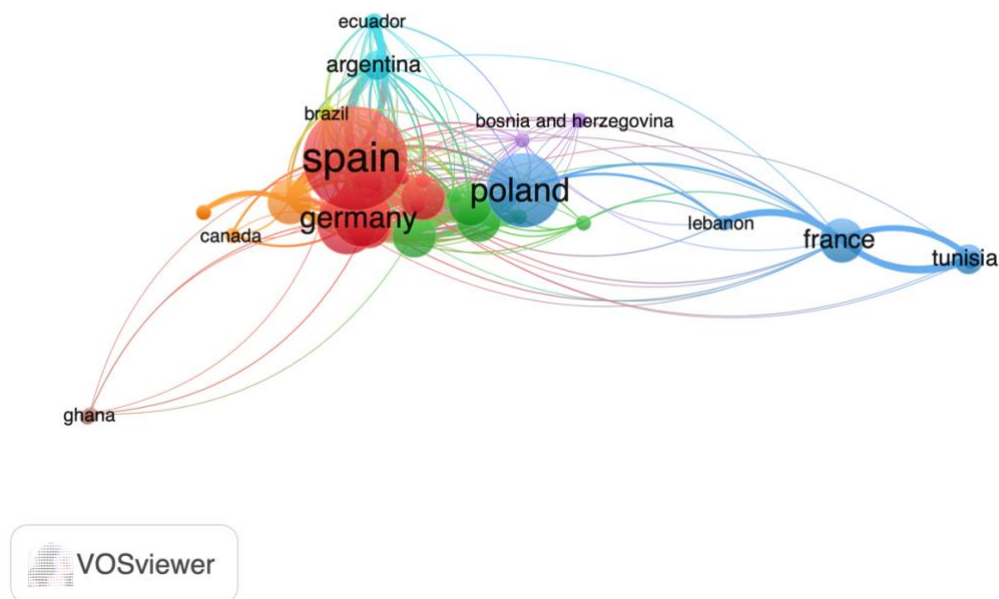 ecuador
argentina
brazil
bosnia and herzegovina
spain
poland
germany
lebanon
canada
france
tunisia
ghana
VOSviewer